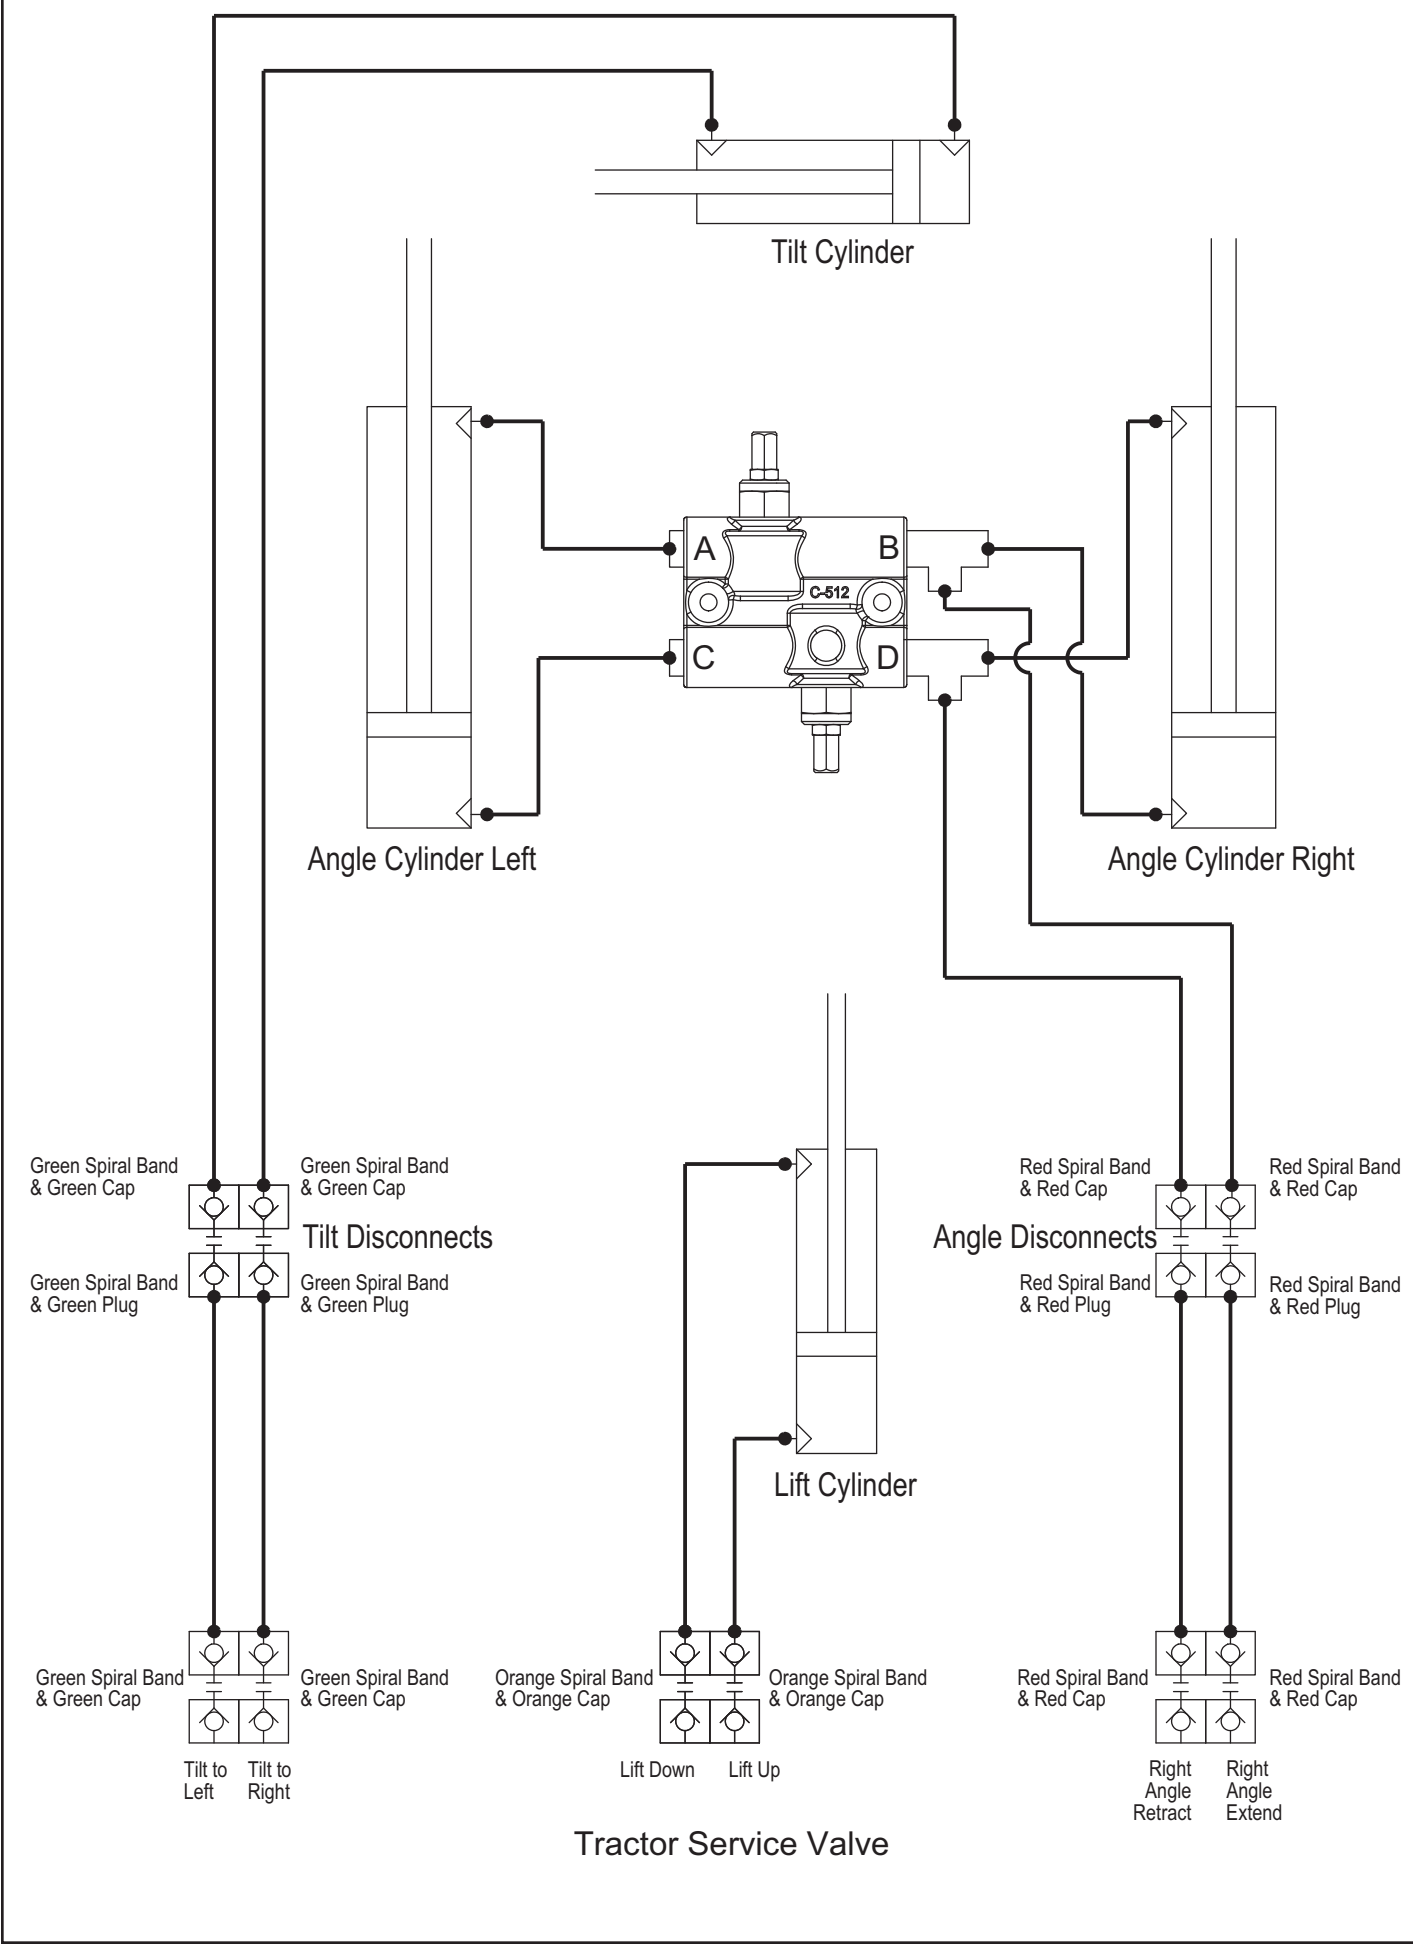 Tilt Cylinder
A
B
C-512
C
D
Angle Cylinder Left
Angle Cylinder Right
Green Spiral Band
& Green Cap
Green Spiral Band
& Green Cap
Tilt Disconnects
Green Spiral Band
& Green Plug
Green Spiral Band
& Green Plug
Red Spiral Band
& Red Cap
Red Spiral Band
& Red Cap
Angle Disconnects
Red Spiral Band
& Red Plug
Red Spiral Band
& Red Plug
Lift Cylinder
Green Spiral Band
& Green Cap
Green Spiral Band
& Green Cap
Orange Spiral Band
& Orange Cap
Orange Spiral Band
& Orange Cap
Red Spiral Band
& Red Cap
Red Spiral Band
& Red Cap
Tilt to
Left
Tilt to
Right
Lift Down
Lift Up
Right
Angle
Retract
Right
Angle
Extend
Tractor Service Valve